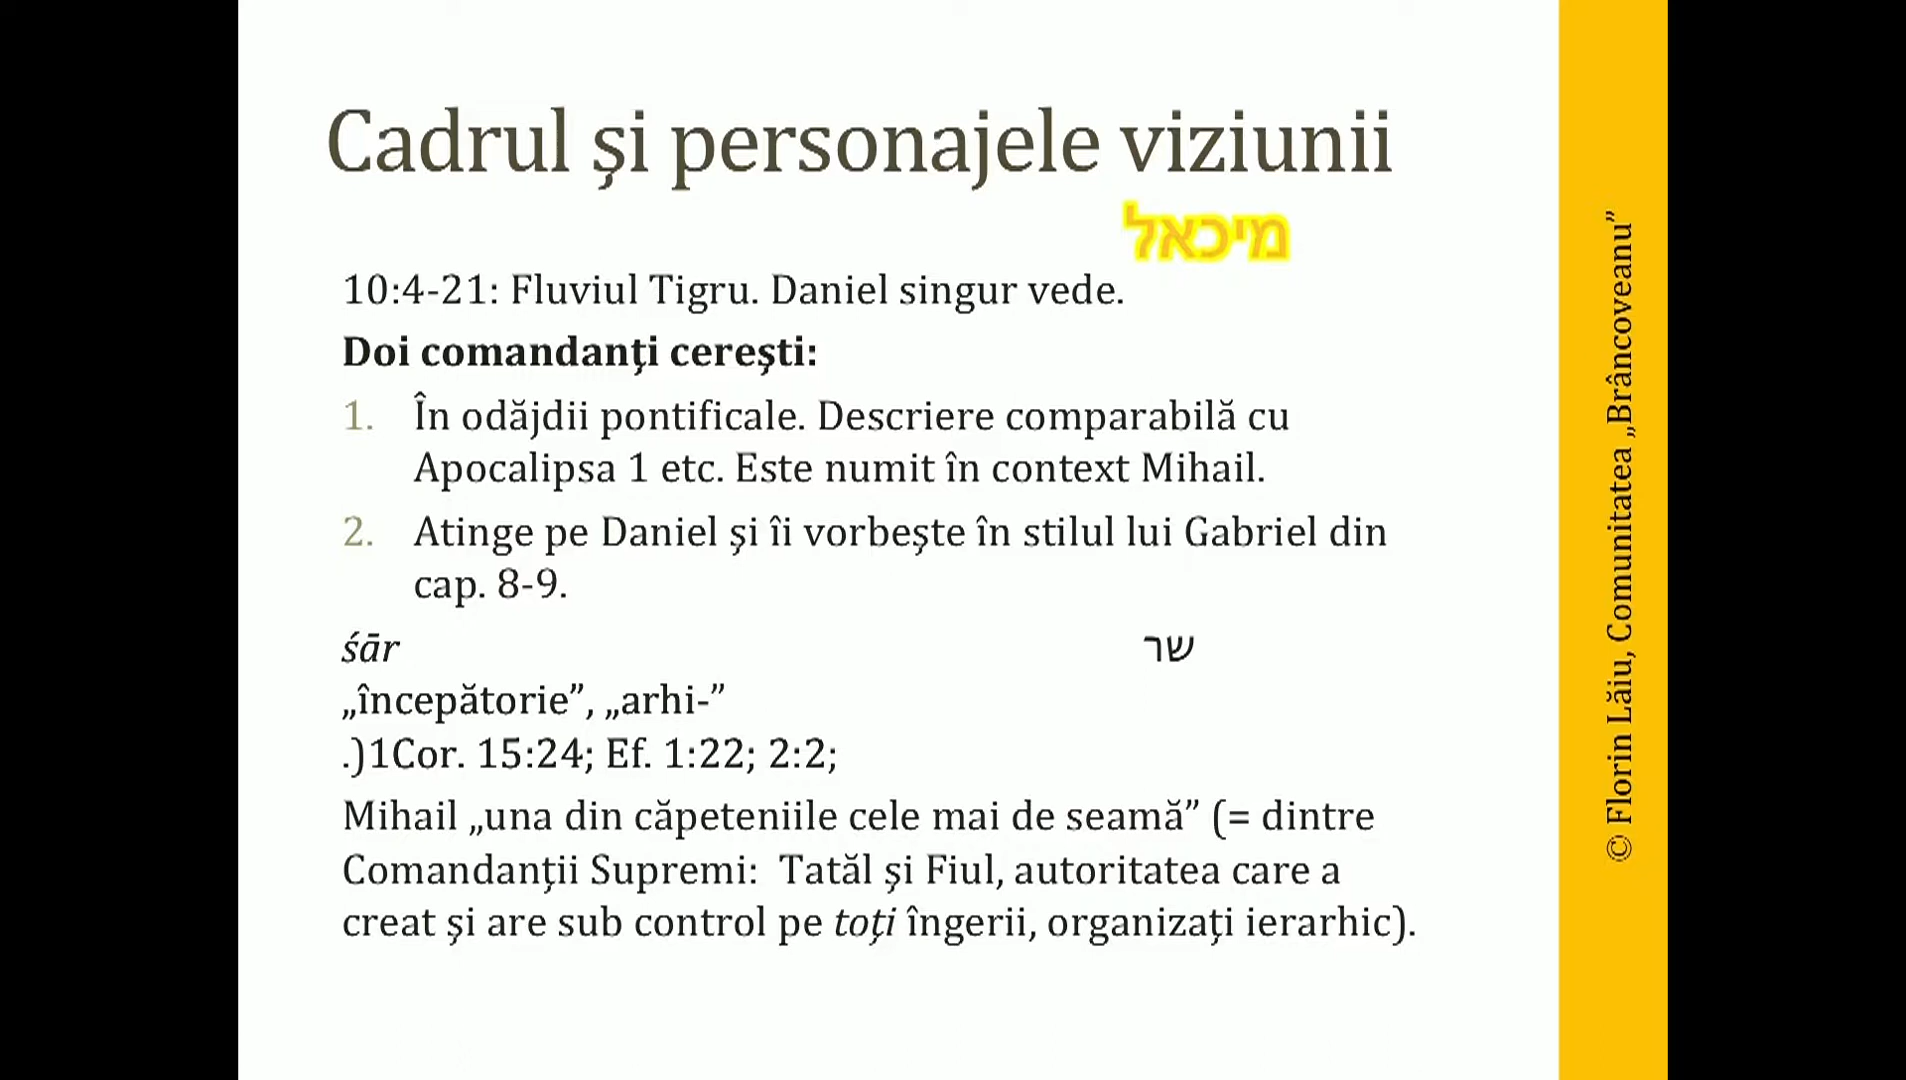 Cadrul şi personajele viziunii
מיכאל
10:4-21: Fluviul Tigru. Daniel singur vede.
Doi comandanţi cereşti:
1. În odăjdii pontificale. Descriere comparabilă cu
Apocalipsa 1 etc. Este numit în context Mihail.
2. Atinge pe Daniel şi îi vorbeşte în stilul lui Gabriel din
cap. 8-9.
śār שר
„începătorie”, „arhi-”
.)1Cor. 15:24; Ef. 1:22; 2:2;
Mihail „una din căpeteniile cele mai de seamă” (= dintre
Comandanţii Supremi: Tatăl şi Fiul, autoritatea care a
creat şi are sub control pe toţi îngerii, organizaţi ierarhic).
© Florin Lăiu, Comunitatea „Brâncoveanu”